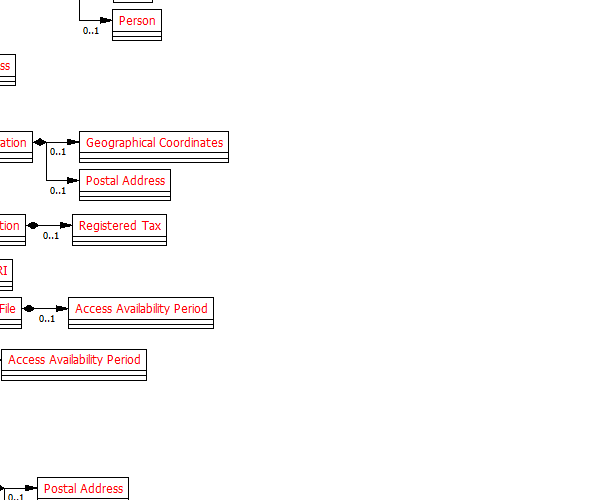 Person
0..1
ss
ation
Geographical Coordinates
0..1
Postal Address
0..1
tion
Registered Tax
0..1
RI
File
Access Availability Period
0..1
Access Availability Period
Postal Address
0..1